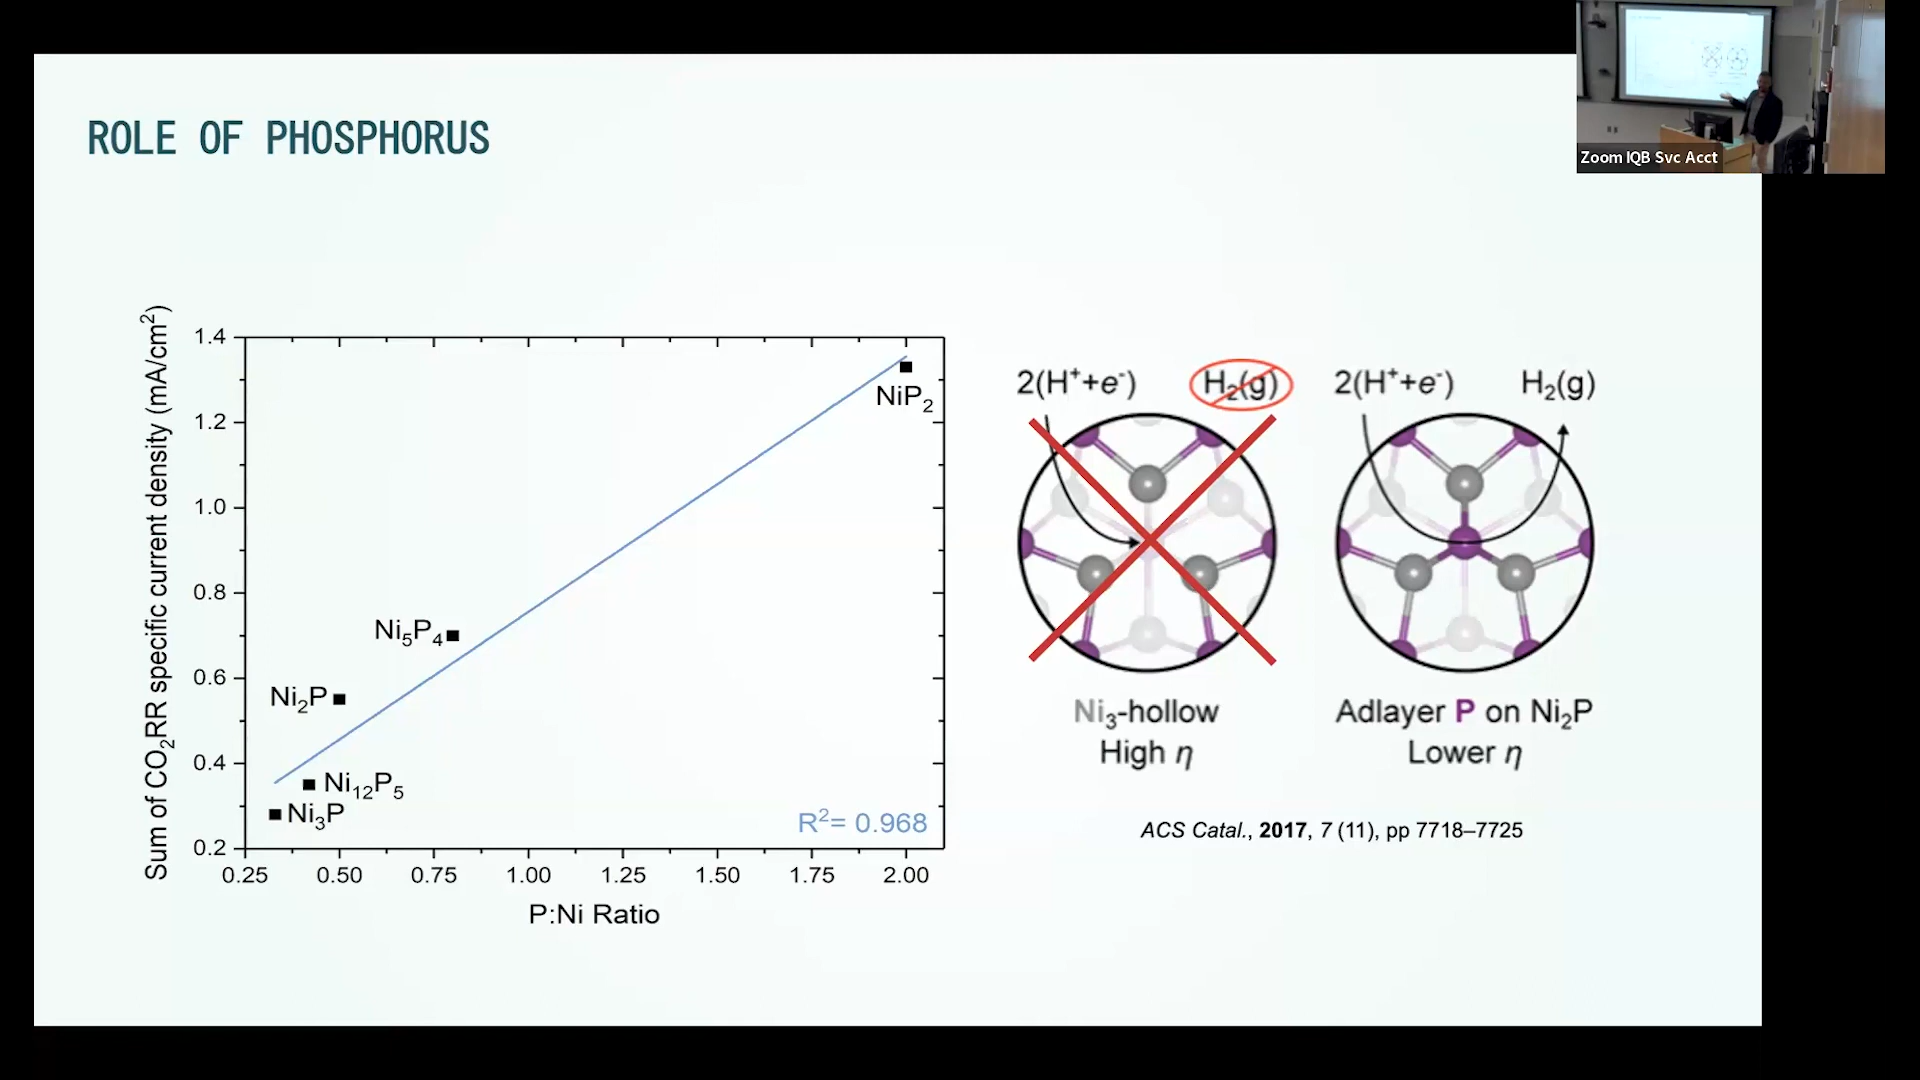 ROLE OF PHOSPHORUS
Zoom IQB Svc Acct
Sum of CO₂RR specific current density (mA/cm²)
1.4
1.2
1.0
0.8
0.6
0.4
0.2
0.25 0.50 0.75 1.00 1.25 1.50 1.75 2.00
P:Ni Ratio
NiP₂
Ni₅P₄
Ni₂P
Ni₁₂P₅
Ni₃P
R²= 0.968
2(H⁺+e⁻) H₂(g) 2(H⁺+e⁻) H₂(g)
Ni₃-hollow
High η
Adlayer P on Ni₂P
Lower η
ACS Catal., 2017, 7 (11), pp 7718–7725